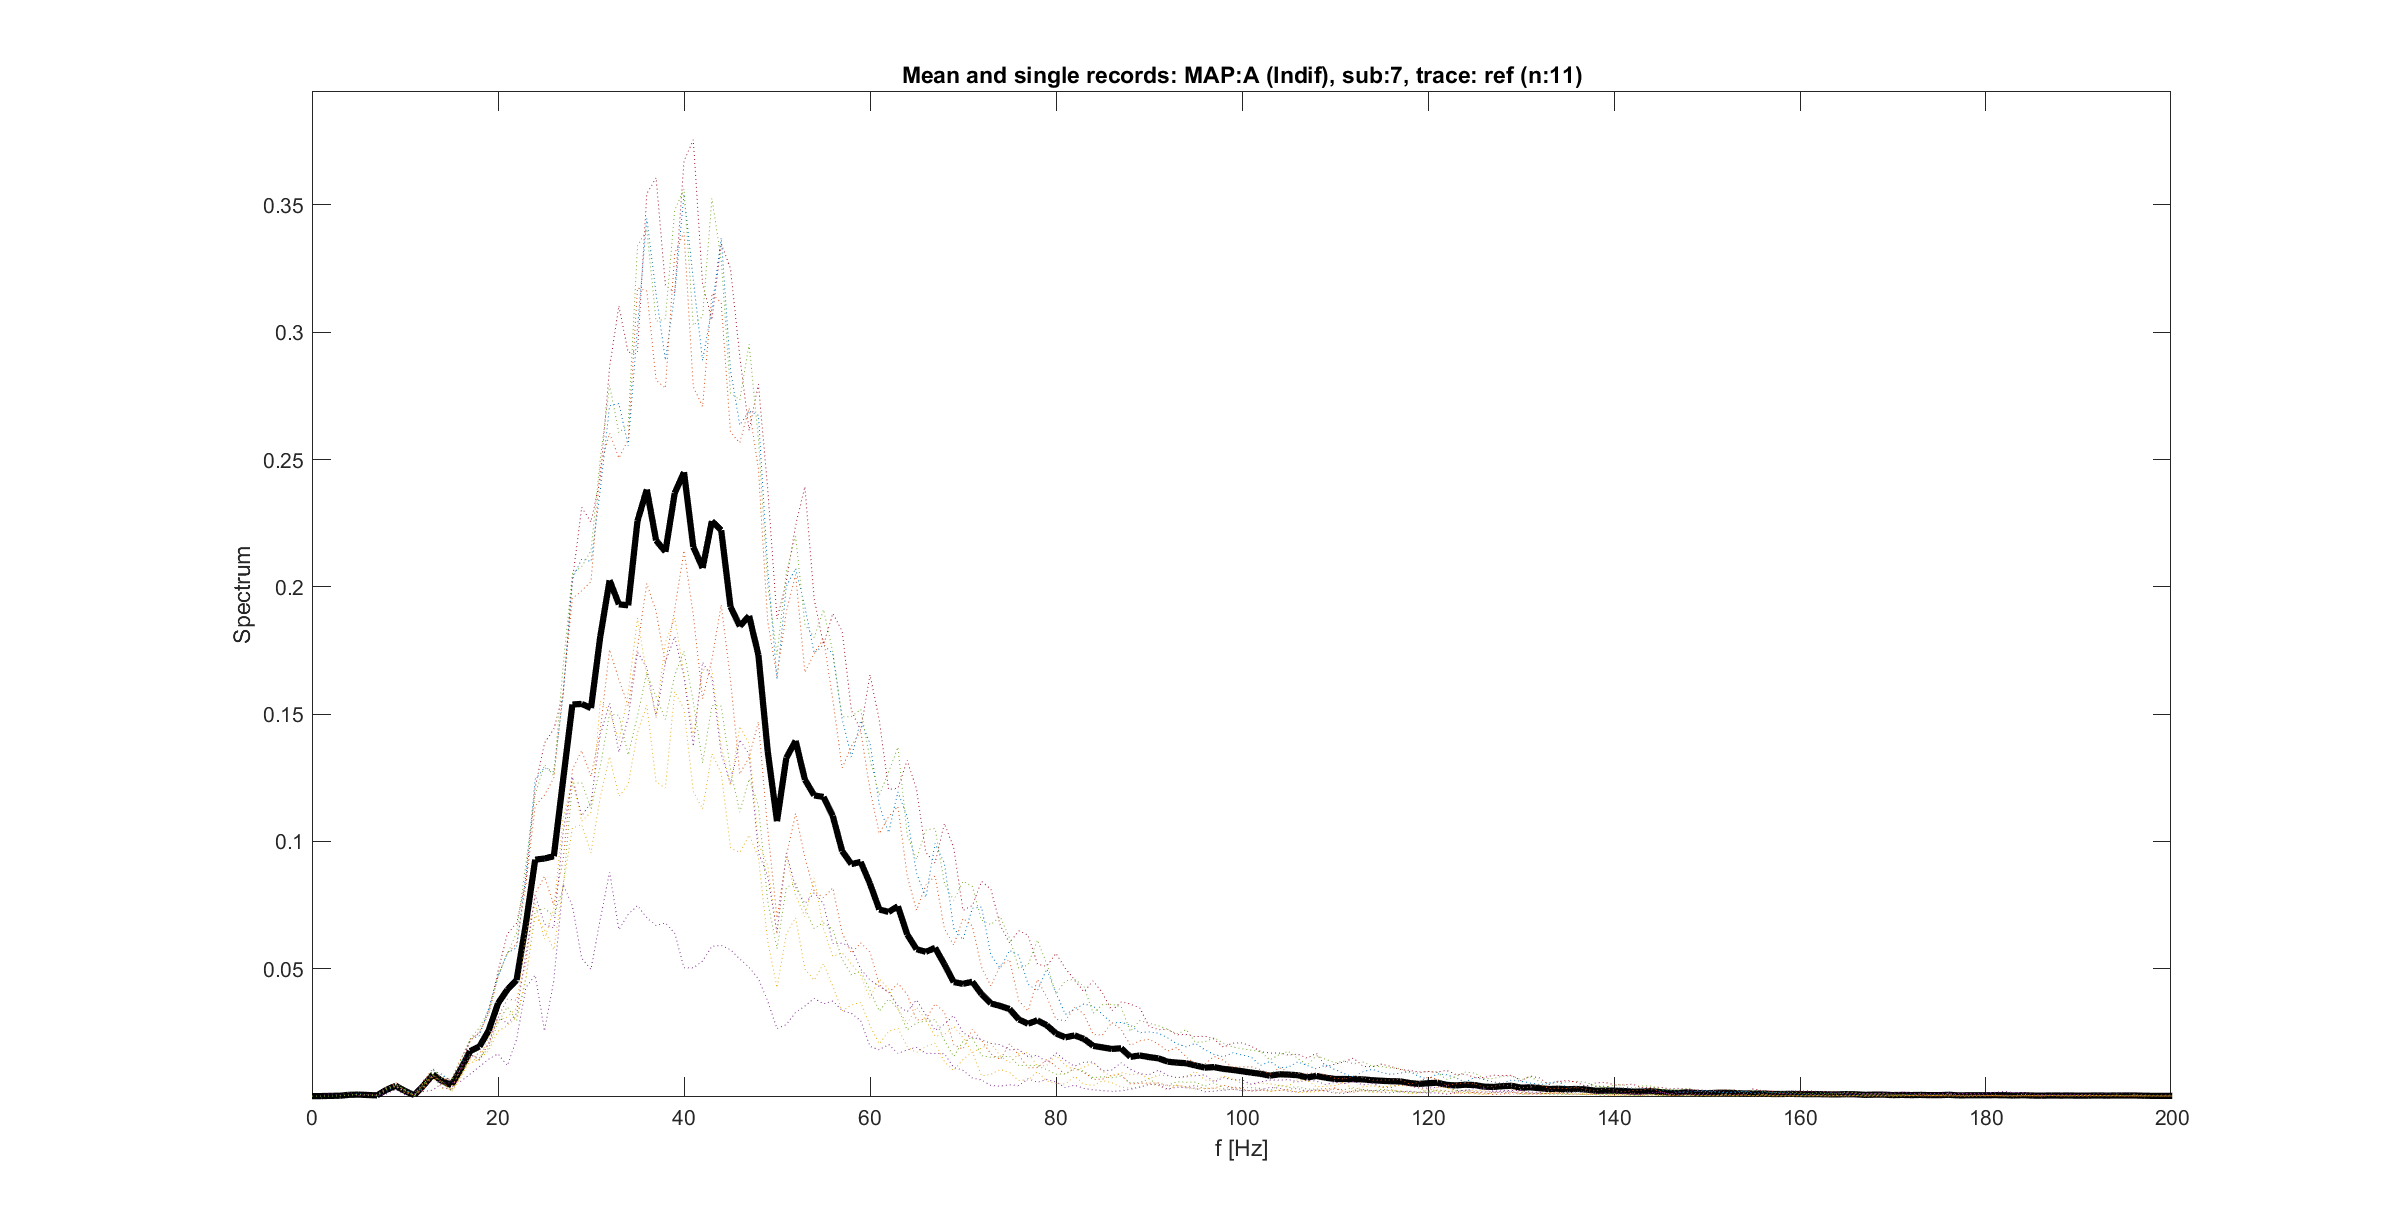 Mean and single records: MAP:A (Indif), sub:7, trace: ref (n:11)
0.35
0.3
0.25
0.2
0.15
0.1
0.05
Spectrum
0 20 40 60 80 100 120 140 160 180 200
f [Hz]